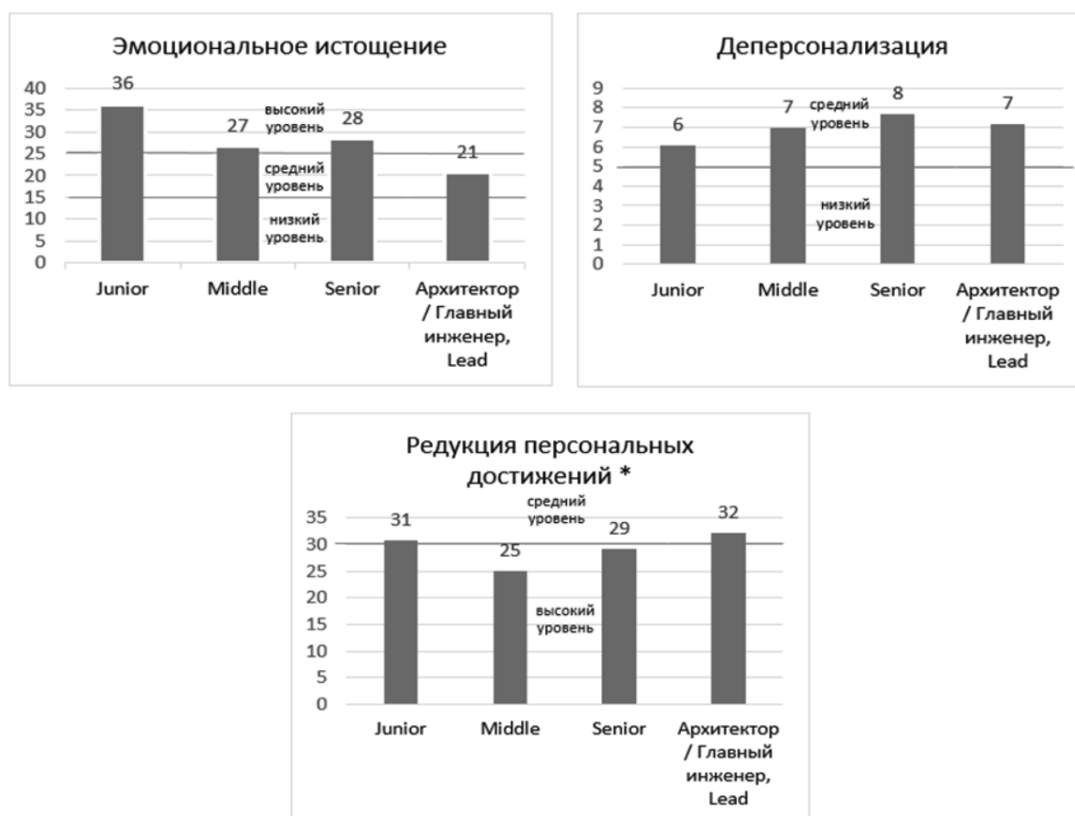 Эмоциональное истощение
40
35
30
25
20
15
10
5
0
36
27
28
21
высокий
уровень
средний
уровень
низкий
уровень
Junior
Middle
Senior
Архитектор
/ Главный
инженер,
Lead
Деперсонализация
9
8
7
6
5
4
3
2
1
0
6
7
8
7
средний
уровень
низкий
уровень
Junior
Middle
Senior
Архитектор
/ Главный
инженер,
Lead
Редукция персональных
достижений *
35
30
25
20
15
10
5
0
31
25
29
32
средний
уровень
высокий
уровень
Junior
Middle
Senior
Архитектор
/ Главный
инженер,
Lead